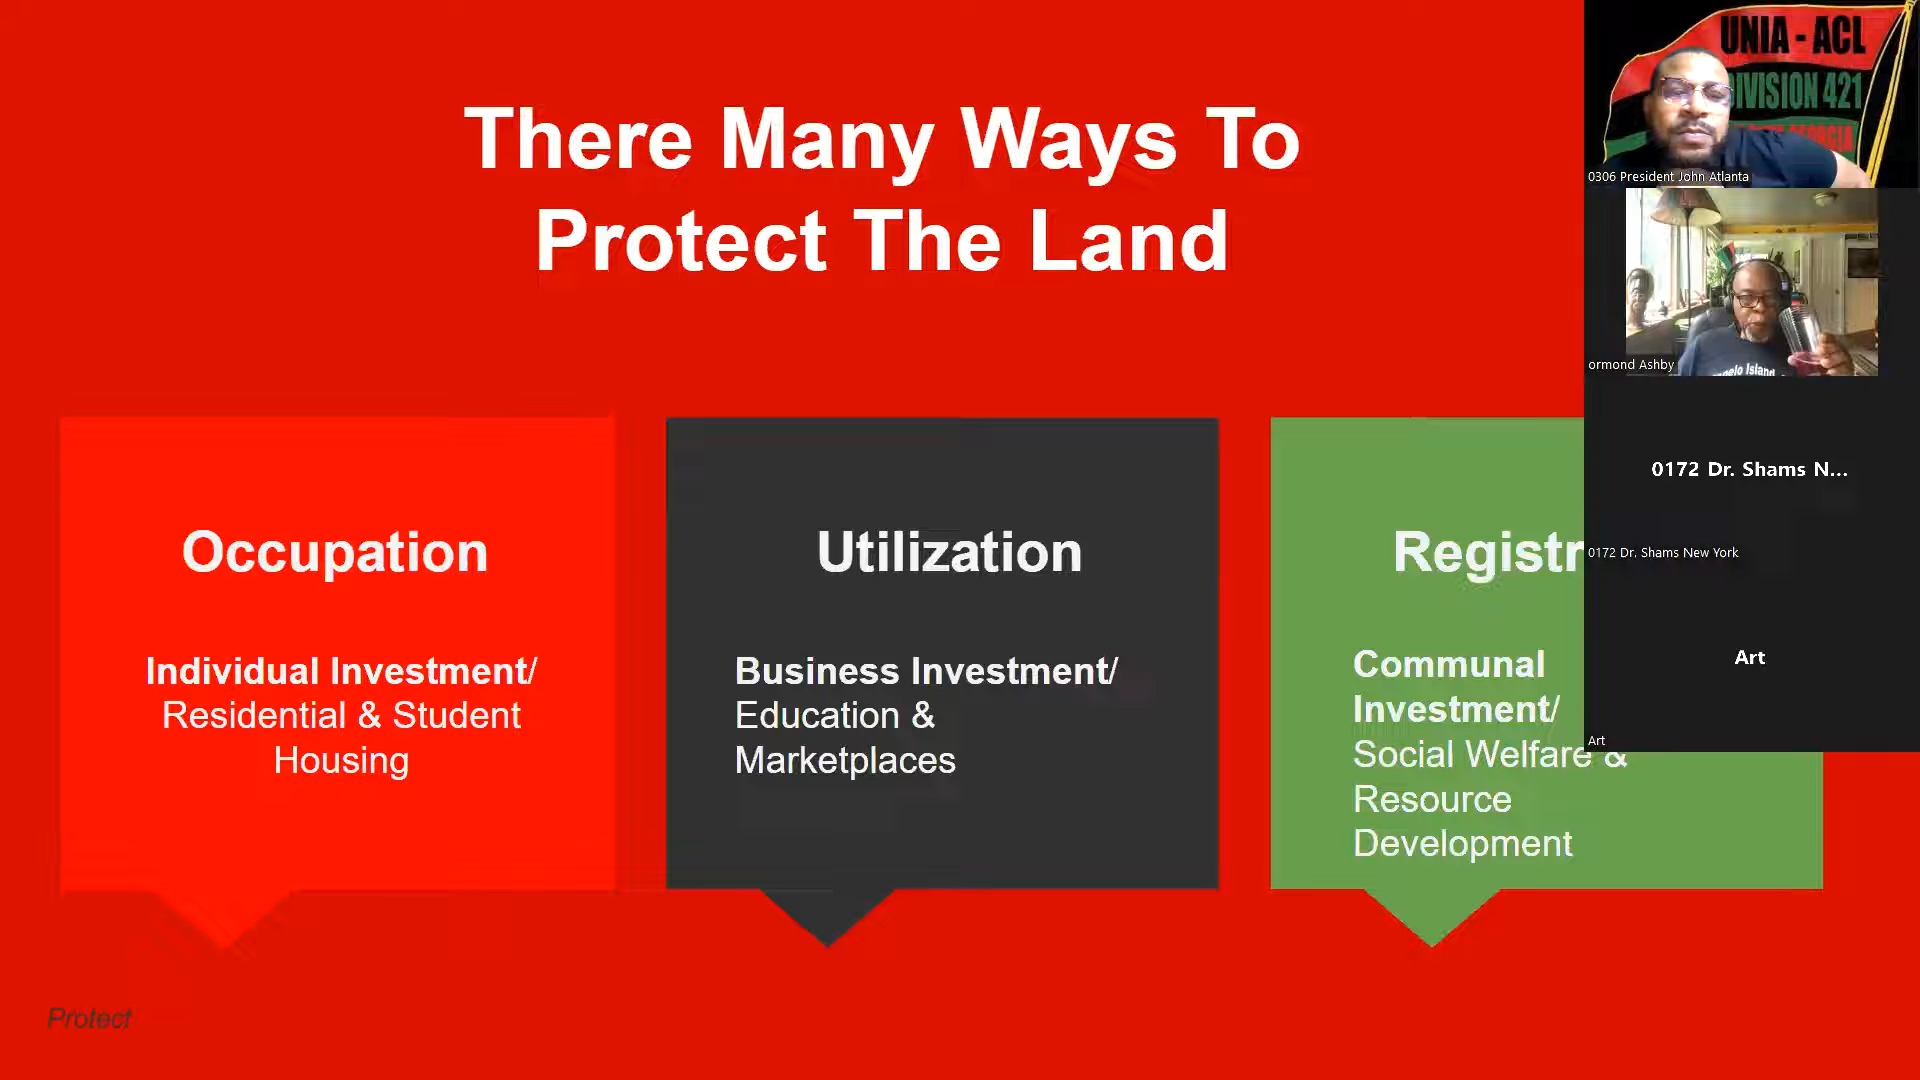 There Many Ways To
Protect The Land
Occupation
Individual Investment/
Residential & Student
Housing
Utilization
Business Investment/
Education &
Marketplaces
Registr
Communal
Investment/
Social Welfare &
Resource
Development
Protect
UNIA - ACL
DIVISION 421
GEORGIA
0306 President John Atlanta
ormond Ashby
Island
0172 Dr. Shams N...
0172 Dr. Shams New York
Art
Art